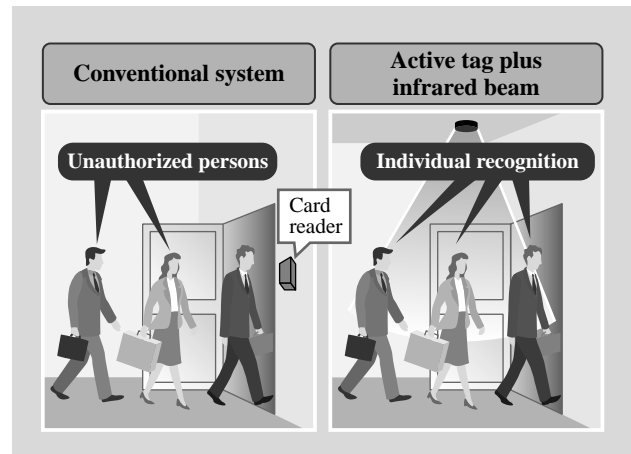 Conventional system
Active tag plus
infrared beam
Unauthorized persons
Individual recognition
Card
reader